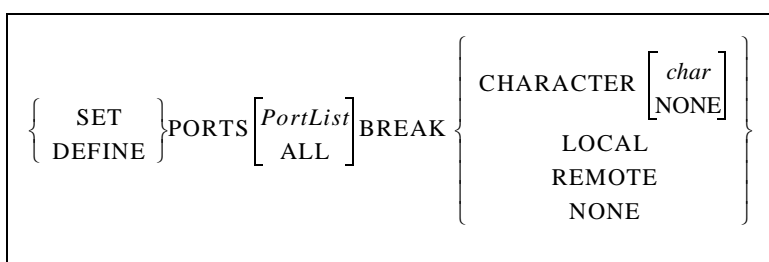 CHARACTER [char
NONE]
{SET
DEFINE} PORTS [PortList
ALL] BREAK
LOCAL
REMOTE
NONE